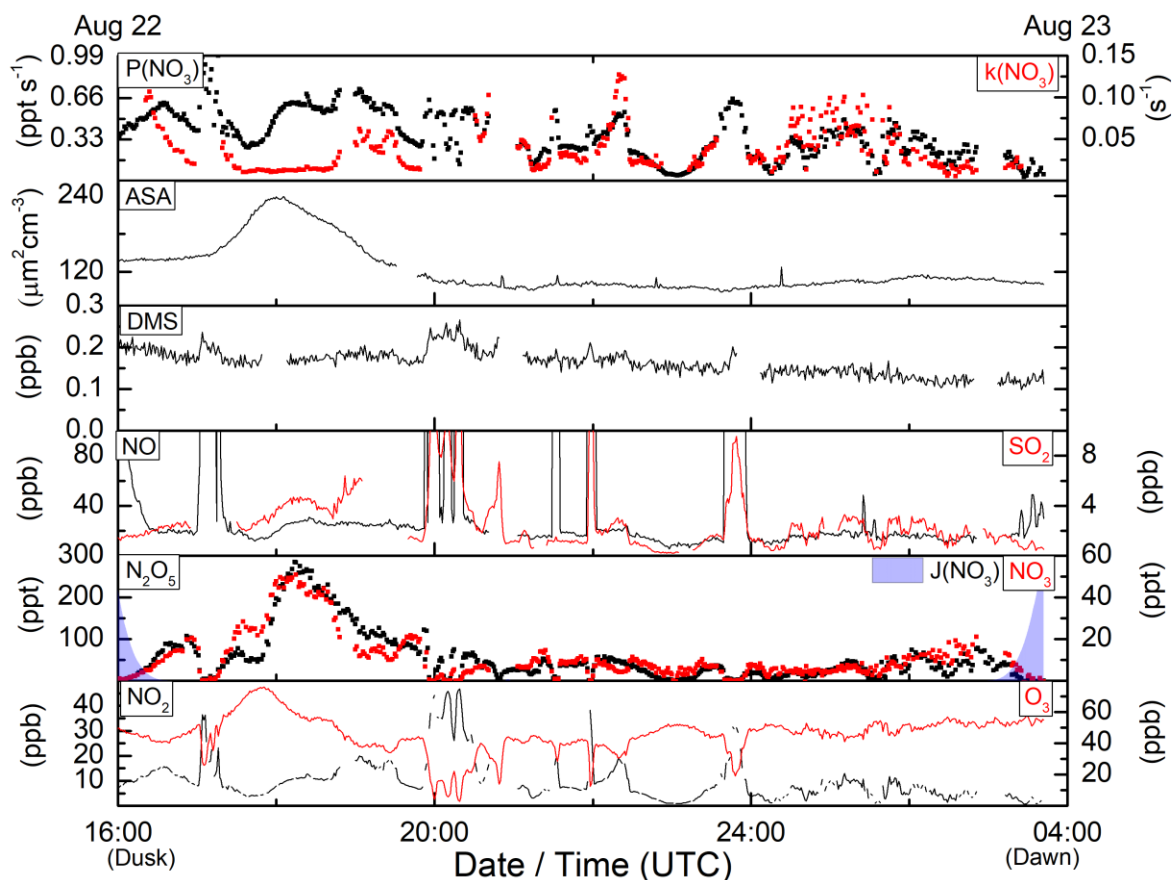 Aug 22 Aug 23
0.99 P(NO₃) k(NO₃) 0.15
0.66 0.10
0.33 0.05
(ppt s⁻¹) (s⁻¹)
240 ASA
120
0.3
(μm²cm⁻³)
DMS
0.2
0.1
0.0
(ppb)
NO SO₂
80 8
40 4
(ppb) (ppb)
300 60
N₂O₅ J(NO₃) NO₃
200 40
100 20
(ppt) (ppt)
NO₂ O₃
40 60
30 40
20
10 20
(ppb) (ppb)
16:00 20:00 24:00 04:00
(Dusk) (Dawn)
Date / Time (UTC)